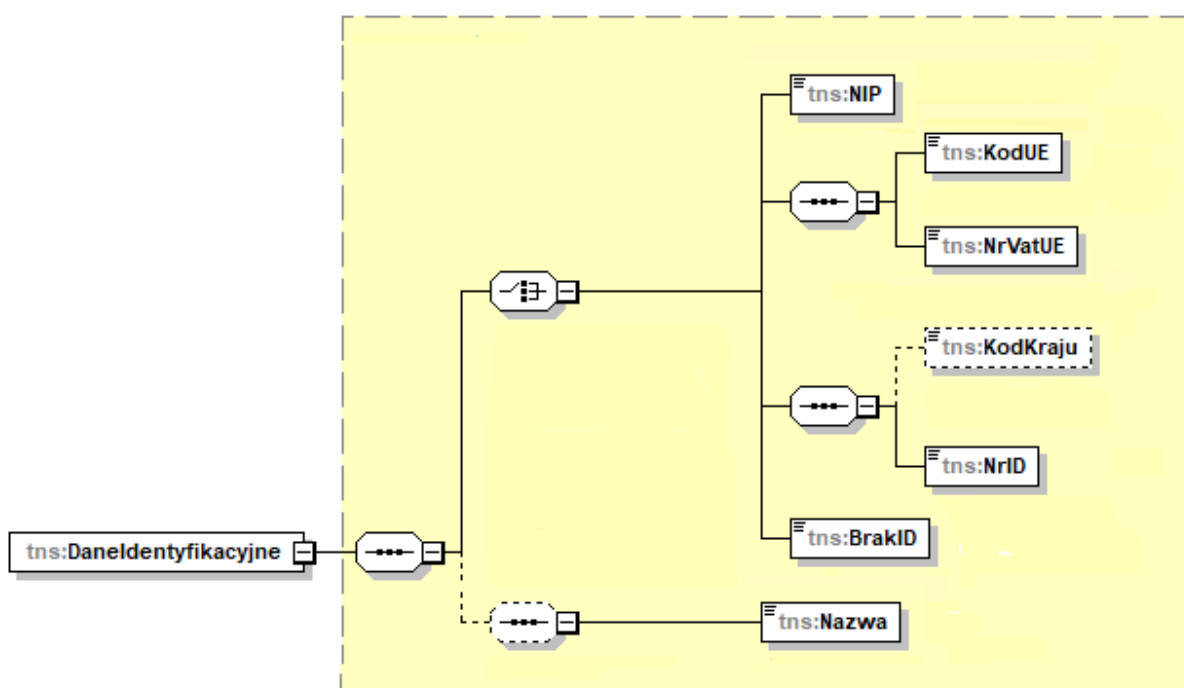 tns:NIP
tns:KodUE
tns:NrVatUE
tns:KodKraju
tns:NrID
tns:DaneIdentyfikacyjne
tns:BrakID
tns:Nazwa